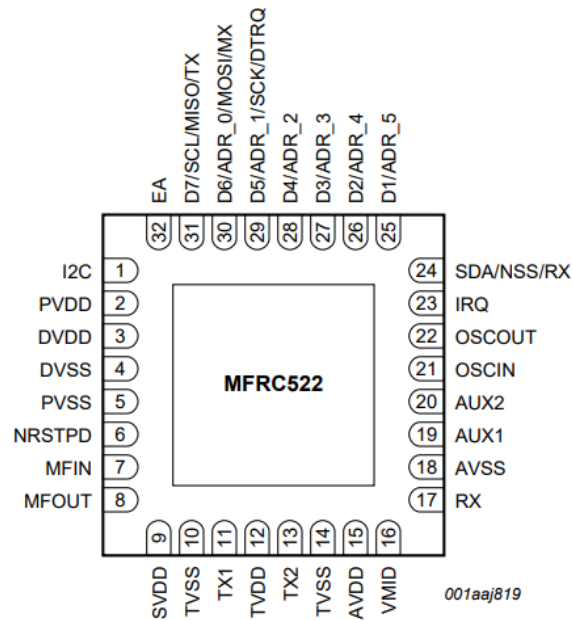 EA
D7/SCL/MISO/TX
D6/ADR_0/MOSI/MX
D5/ADR_1/SCK/DTRQ
D4/ADR_2
D3/ADR_3
D2/ADR_4
D1/ADR_5
32
31
30
29
28
27
26
25
I2C 1
PVDD 2
DVDD 3
DVSS 4
PVSS 5
NRSTPD 6
MFIN 7
MFOUT 8
MFRC522
24 SDA/NSS/RX
23 IRQ
22 OSCOUT
21 OSCIN
20 AUX2
19 AUX1
18 AVSS
17 RX
9
10
11
12
13
14
15
16
SVDD
TVSS
TX1
TVDD
TX2
TVSS
AVDD
VMID
001aaj819